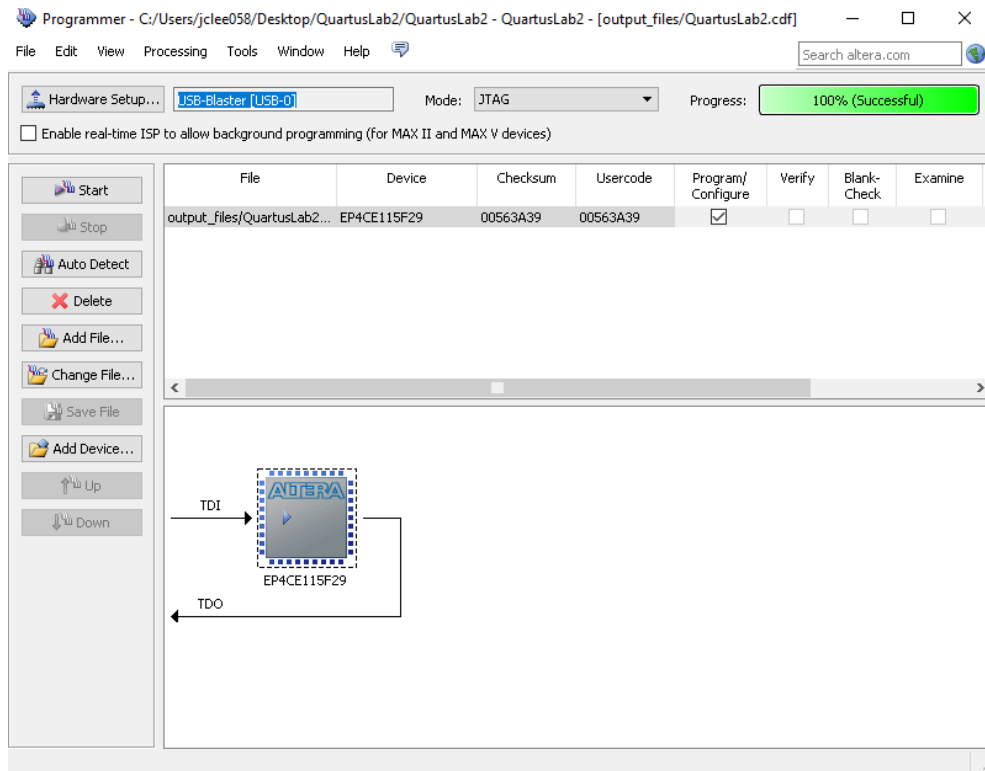 Programmer - C:/Users/jclee058/Desktop/QuartusLab2/QuartusLab2 - QuartusLab2 - [output_files/QuartusLab2.cdf]
File Edit View Processing Tools Window Help
Search altera.com
Hardware Setup... USB-Blaster [USB-0] Mode: JTAG Progress: 100% (Successful)
Enable real-time ISP to allow background programming (for MAX II and MAX V devices)
Start
Stop
Auto Detect
Delete
Add File...
Change File...
Save File
Add Device...
Up
Down
File Device Checksum Usercode Program/ Verify Blank- Examine
Configure Check
output_files/QuartusLab2... EP4CE115F29 00563A39 00563A39
ALTERA
TDI
EP4CE115F29
TDO